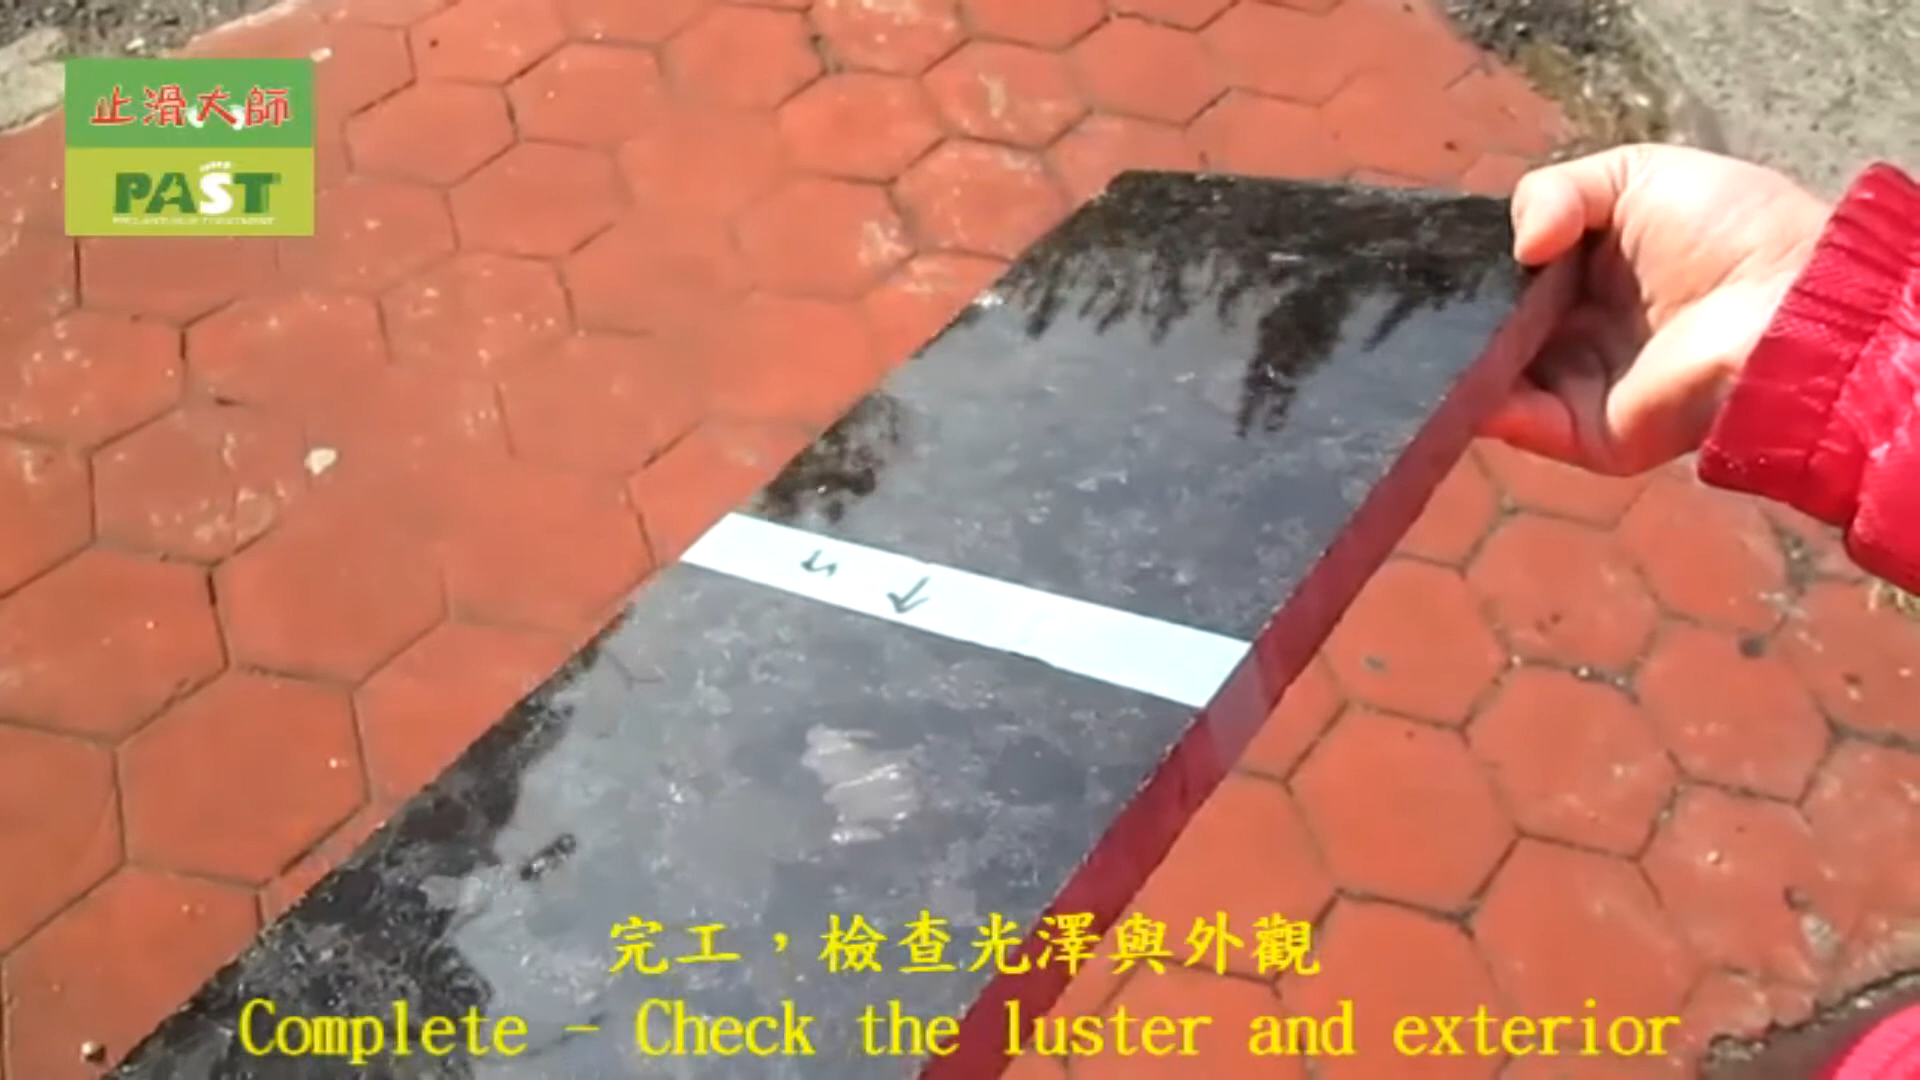 止滑大師
PAST
完工，檢查光澤與外觀
Complete - Check the luster and exterior